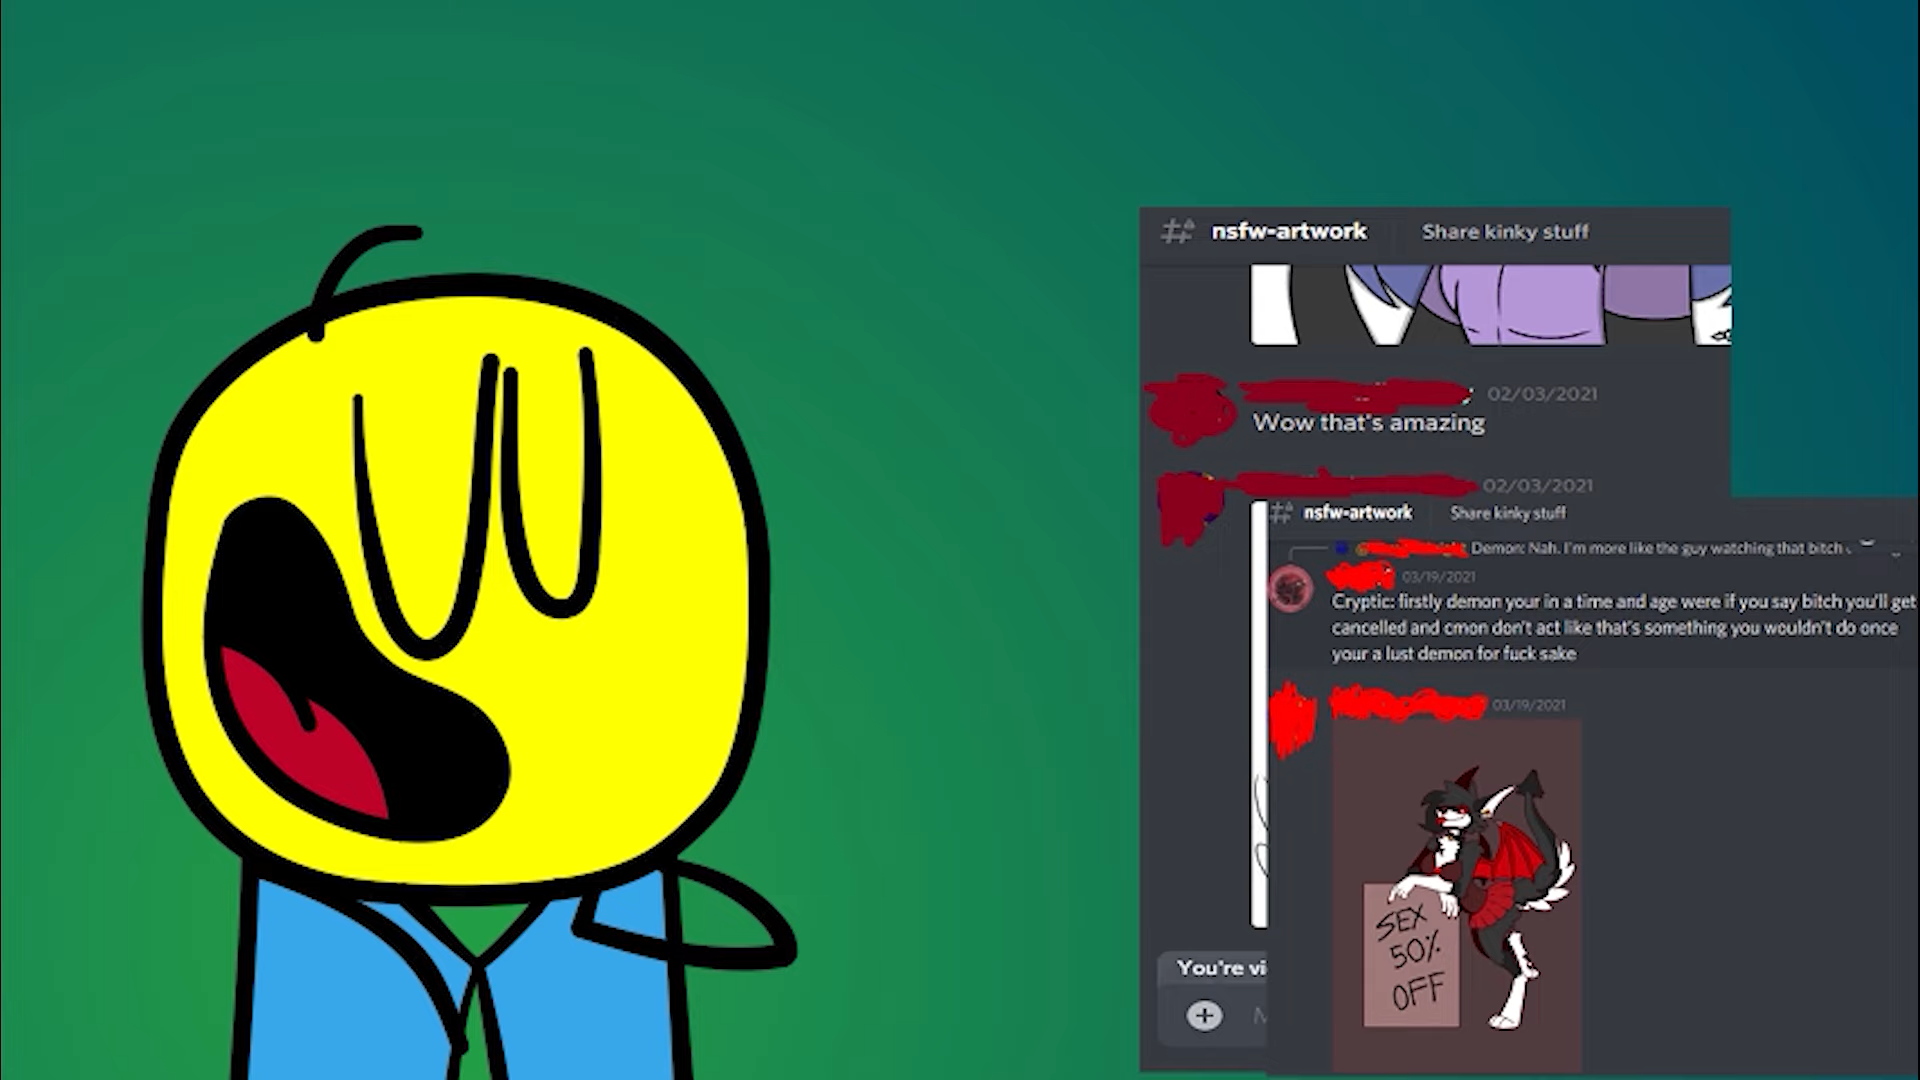 nsfw-artwork Share kinky stuff
02/03/2021
Wow that's amazing
02/03/2021
nsfw-artwork Share kinky stuff
Demon: Nah. I'm more like the guy watching that bitch
03/19/2021
Cryptic: firstly demon your in a time and age were if you say bitch you'll get
cancelled and cmon don't act like that's something you wouldn't do once
your a lust demon for fuck sake
03/19/2021
SEX
50%
OFF
You're vi